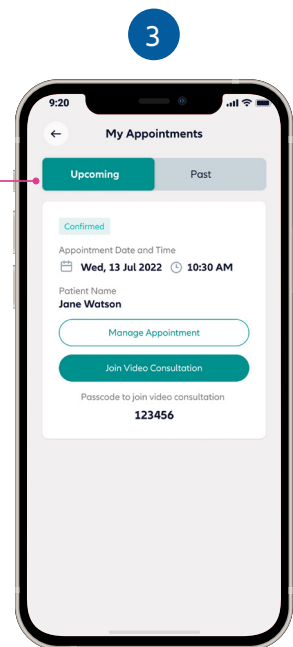 3
9:20
My Appointments
Upcoming Past
Confirmed
Appointment Date and Time
Wed, 13 Jul 2022 10:30 AM
Patient Name
Jane Watson
Manage Appointment
Join Video Consultation
Passcode to join video consultation
123456